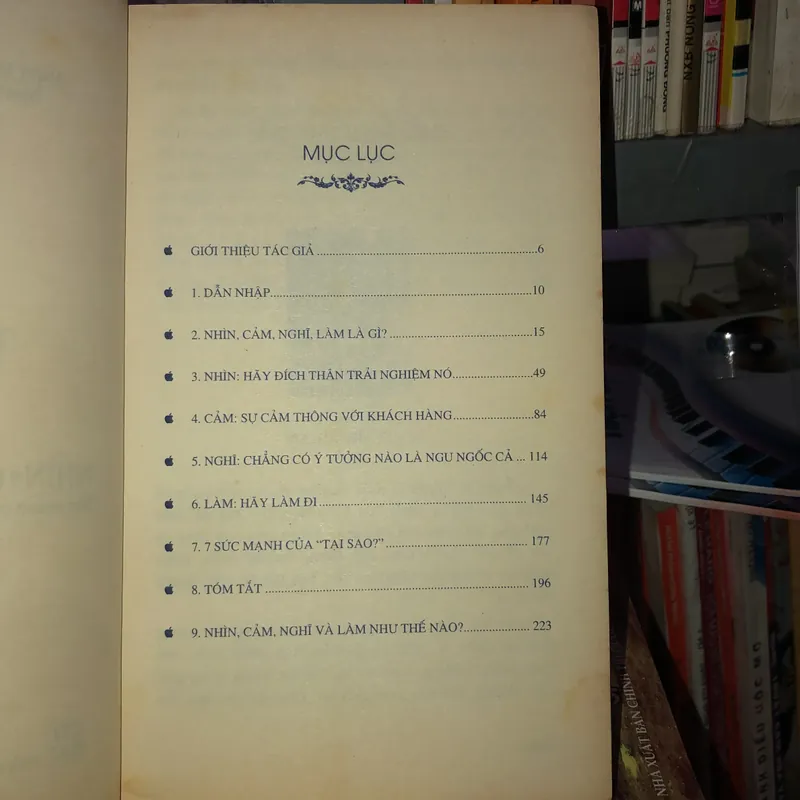 MỤC LỤC
GIỚI THIỆU TÁC GIẢ ........ 6
1. DẪN NHẬP ........ 10
2. NHÌN, CẢM, NGHĨ, LÀM LÀ GÌ? ........ 15
3. NHÌN: HÃY ĐÍCH THÂN TRẢI NGHIỆM NÓ ........ 49
4. CẢM: SỰ CẢM THÔNG VỚI KHÁCH HÀNG ........ 84
5. NGHĨ: CHẲNG CÓ Ý TƯỞNG NÀO LÀ NGU NGỐC CẢ ... 114
6. LÀM: HÃY LÀM ĐI ........ 145
7. 7 SỨC MẠNH CỦA “TẠI SAO?” ........ 177
8. TÓM TẮT ........ 196
9. NHÌN, CẢM, NGHĨ VÀ LÀM NHƯ THẾ NÀO? ........ 223
PHƯƠNG ĐÔNG
NXB NÔNG
NHÀ XUẤT BẢN CHÍNH